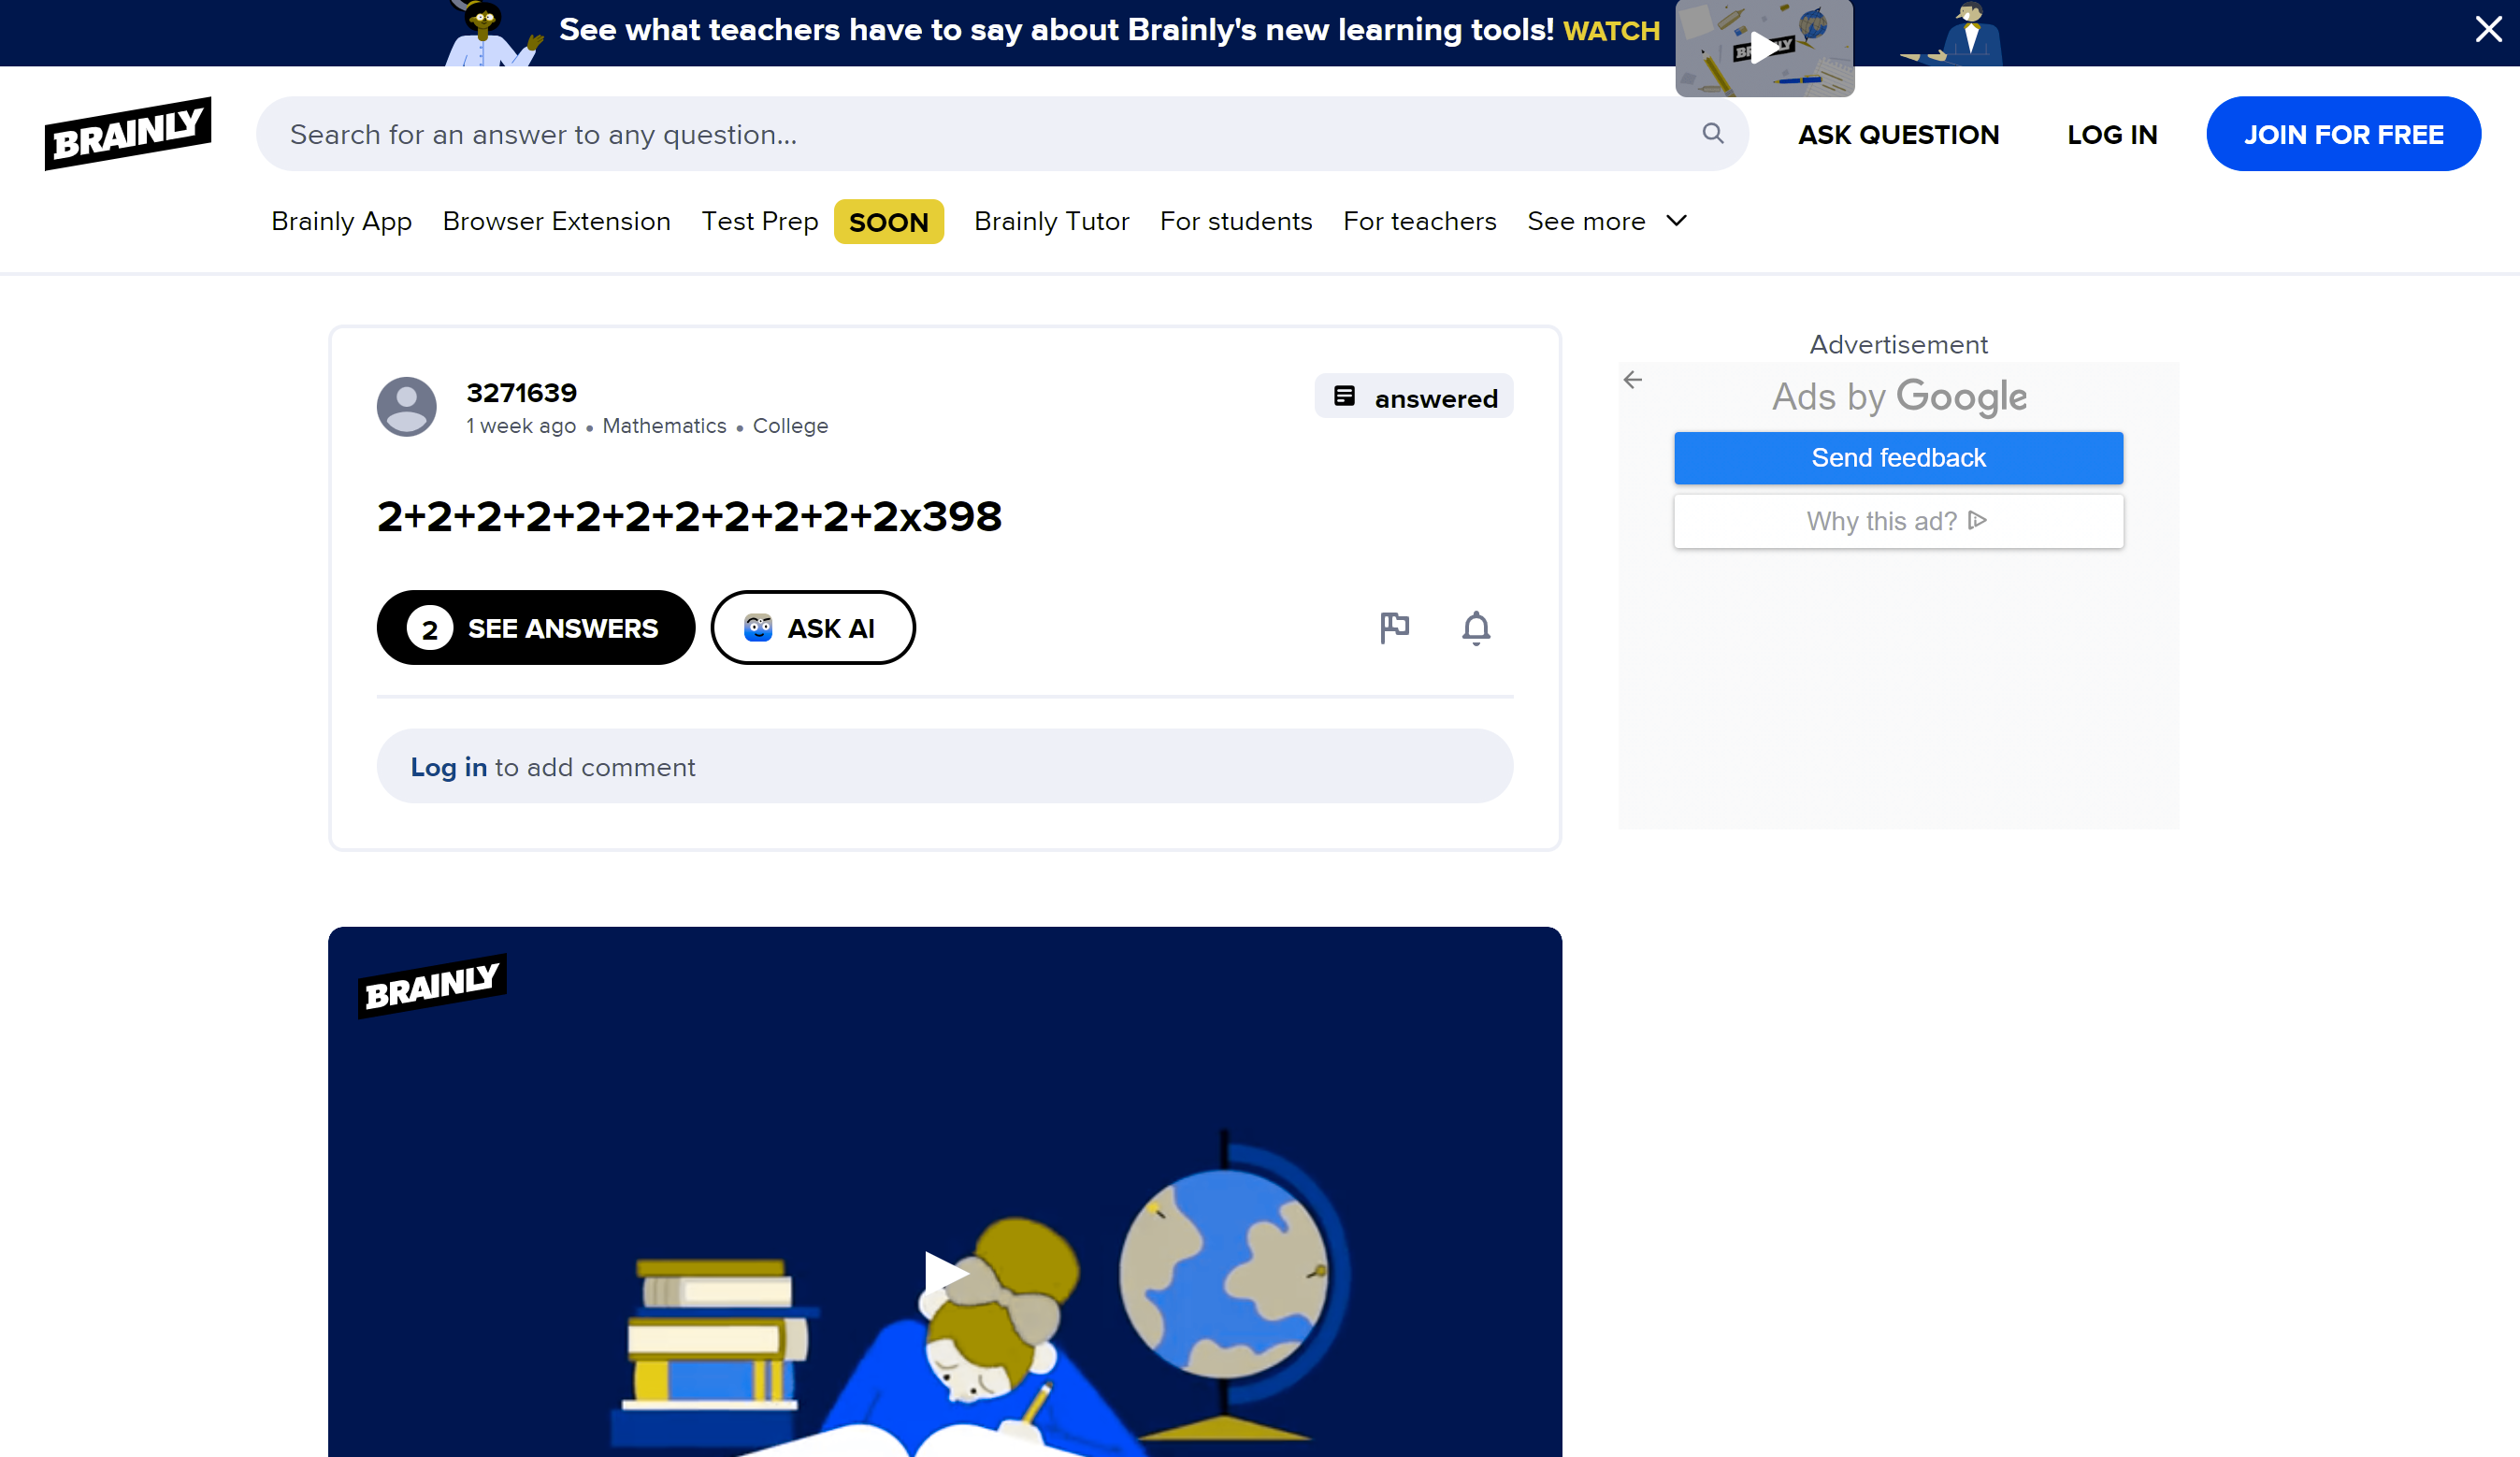 See what teachers have to say about Brainly's new learning tools! WATCH
BRAINLY
BRAINLY
Search for an answer to any question...
ASK QUESTION
LOG IN
JOIN FOR FREE
Brainly App
Browser Extension
Test Prep
SOON
Brainly Tutor
For students
For teachers
See more
3271639
1 week ago • Mathematics • College
answered
2+2+2+2+2+2+2+2+2+2+2x398
2 SEE ANSWERS
ASK AI
Log in to add comment
Advertisement
Ads by Google
Send feedback
Why this ad?
BRAINLY